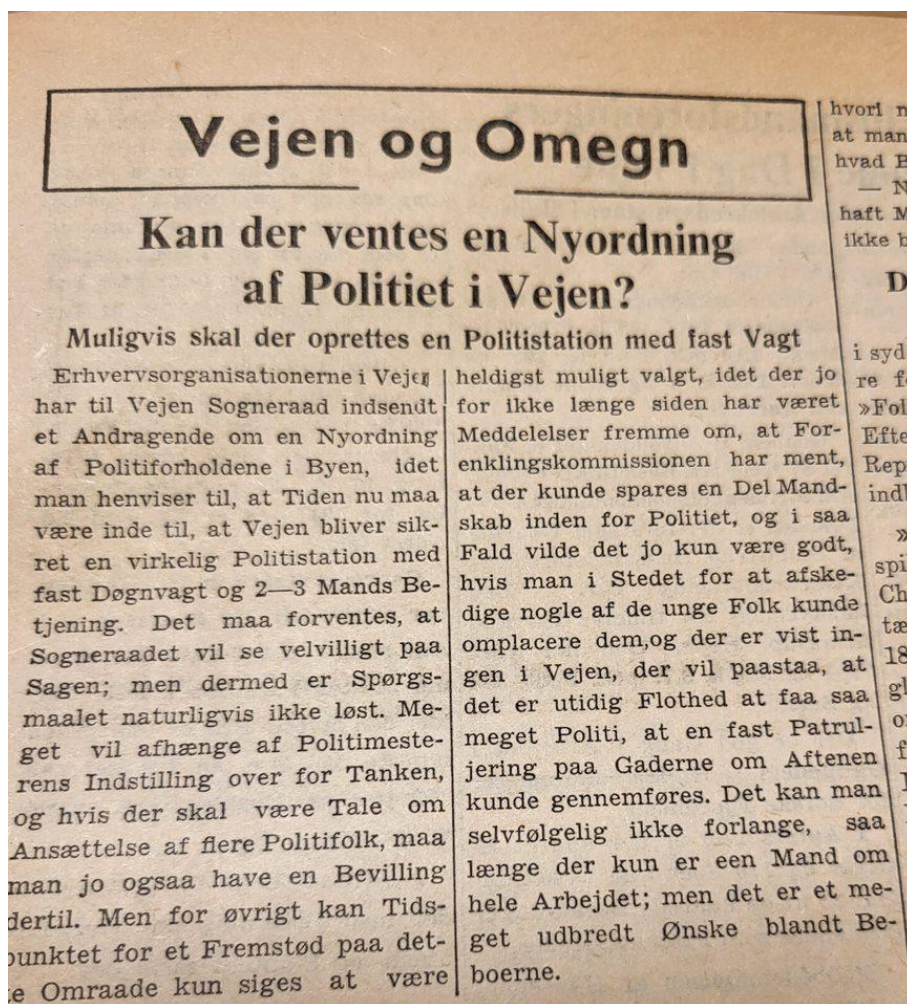 Vejen og Omegn
Kan der ventes en Nyordning
af Politiet i Vejen?
Muligvis skal der oprettes en Politistation med fast Vagt
Erhvervsorganisationerne i Vejen
har til Vejen Sogneraad indsendt
et Andragende om en Nyordning
af Politiforholdene i Byen, idet
man henviser til, at Tiden nu maa
være inde til, at Vejen bliver sik-
ret en virkelig Politistation med
fast Døgnvagt og 2—3 Mands Be-
tjening. Det maa forventes, at
Sogneraadet vil se velvilligt paa
Sagen; men dermed er Spørgs-
maalet naturligvis ikke løst. Me-
get vil afhænge af Politimeste-
rens Indstilling over for Tanken,
og hvis der skal være Tale om
Ansættelse af flere Politifolk, maa
man jo ogsaa have en Bevilling
dertil. Men for øvrigt kan Tids-
punktet for et Fremstød paa det-
e Omraade kun siges at være
heldigst muligt valgt, idet der jo
for ikke længe siden har været
Meddelelser fremme om, at For-
enklingskommissionen har ment,
at der kunde spares en Del Mand-
skab inden for Politiet, og i saa
Fald vilde det jo kun være godt,
hvis man i Stedet for at afske-
dige nogle af de unge Folk kunde
omplacere dem,og der er vist in-
gen i Vejen, der vil paastaa, at
det er utidig Flothed at faa saa
meget Politi, at en fast Patrul-
jering paa Gaderne om Aftenen
kunde gennemføres. Det kan man
selvfølgelig ikke forlange, saa
længe der kun er een Mand om
hele Arbejdet; men det er et me-
get udbredt Ønske blandt Be-
boerne.
hvori n
at man
hvad B
— N
haft M
ikke b
D
i syd
re f
»Fol
Efte
Rep
indl
»
spi
Ch
tæ
18
gl
o
f